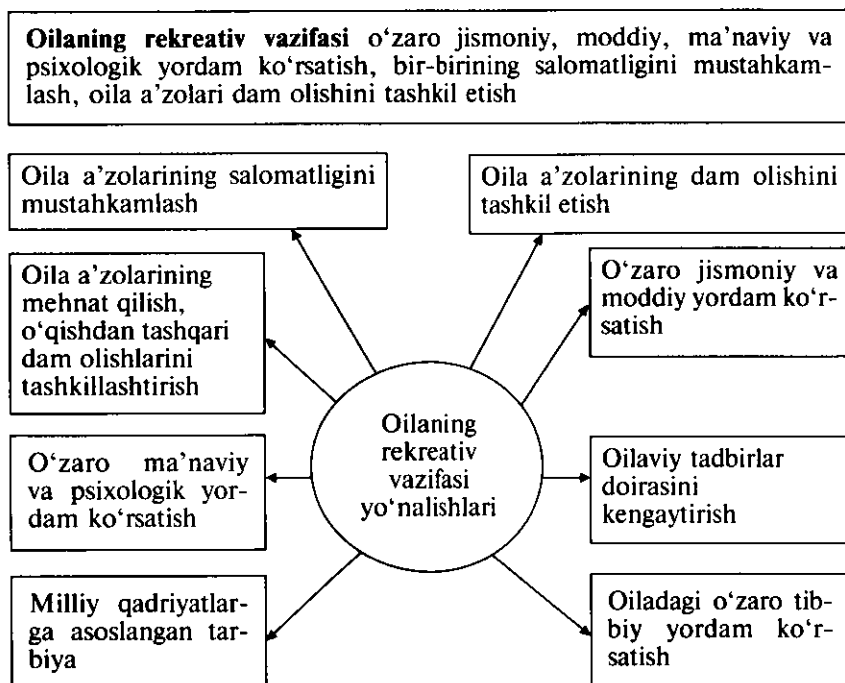 Oilaning rekreativ vazifasi o‘zaro jismoniy, moddiy, ma’naviy va
psixologik yordam ko‘rsatish, bir-birining salomatligini mustahkam-
lash, oila a’zolari dam olishini tashkil etish
Oila a’zolarining salomatligini
mustahkamlash
Oila a’zolarining dam olishini
tashkil etish
Oila a’zolarining
mehnat qilish,
o‘qishdan tashqari
dam olishlarini
tashkillashtirish
O‘zaro jismoniy va
moddiy yordam ko‘r-
satish
Oilaning
rekreativ
vazifasi
yo‘nalishlari
O‘zaro ma’naviy
va psixologik yor-
dam ko‘rsatish
Oilaviy tadbirlar
doirasini
kengaytirish
Milliy qadriyatlar-
ga asoslangan tar-
biya
Oiladagi o‘zaro tib-
biy yordam ko‘r-
satish